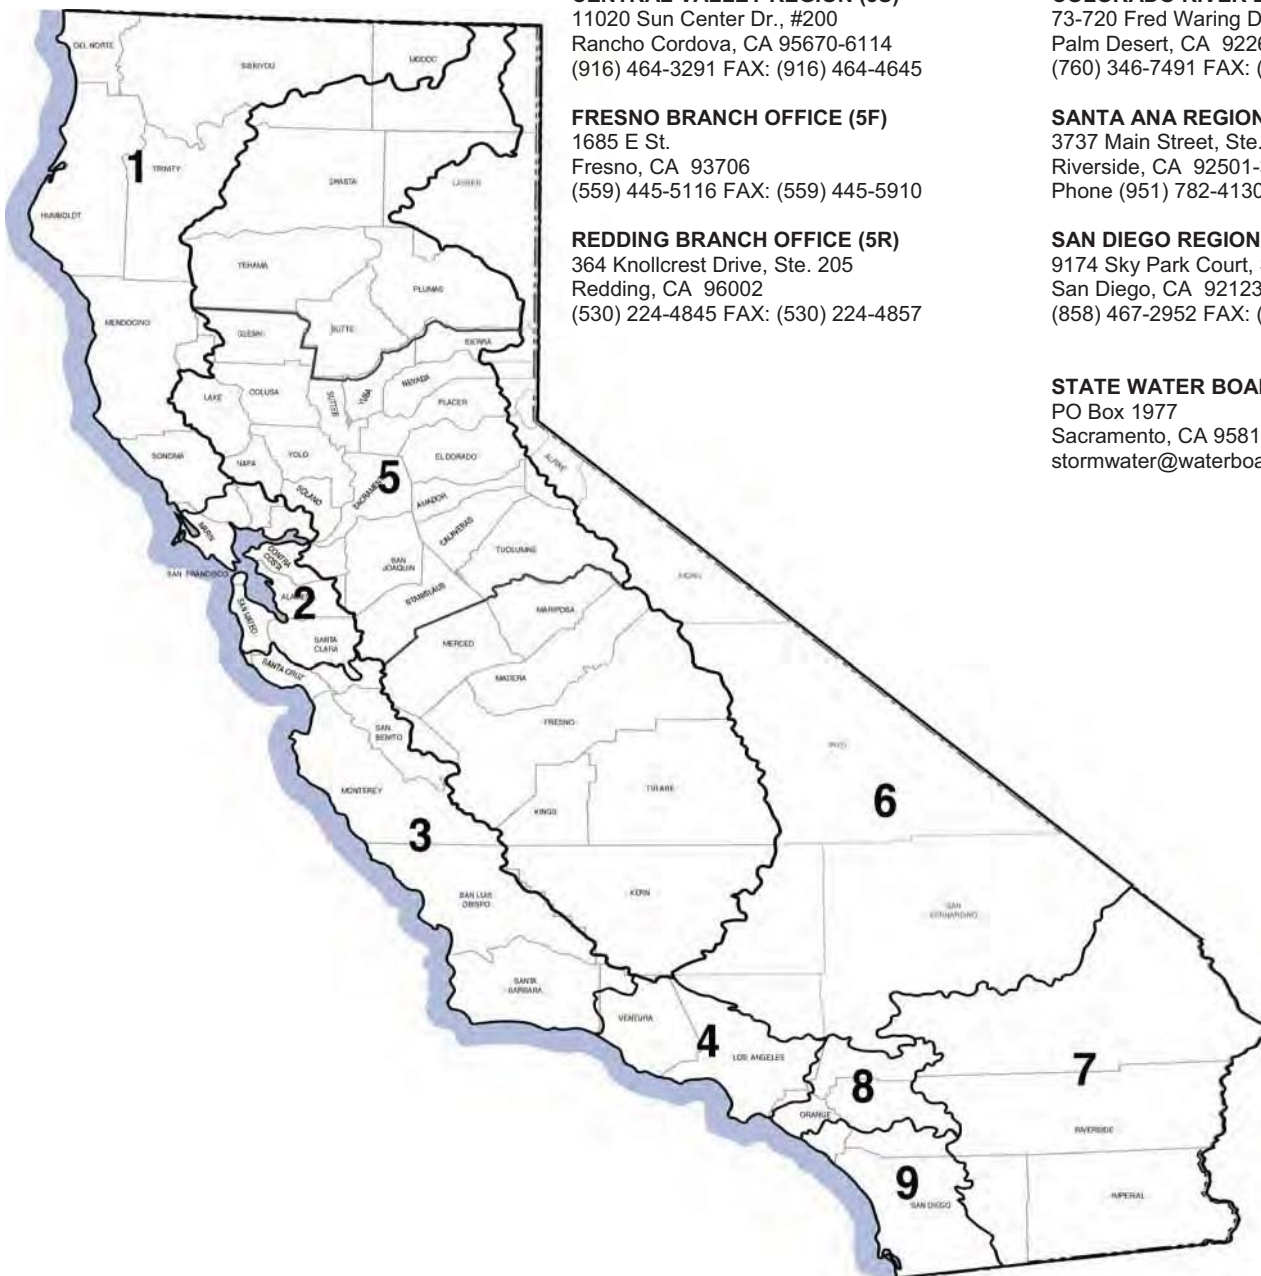 11020 Sun Center Dr., #200
Rancho Cordova, CA 95670-6114
(916) 464-3291 FAX: (916) 464-4645
FRESNO BRANCH OFFICE (5F)
1685 E St.
Fresno, CA 93706
(559) 445-5116 FAX: (559) 445-5910
REDDING BRANCH OFFICE (5R)
364 Knollcrest Drive, Ste. 205
Redding, CA 96002
(530) 224-4845 FAX: (530) 224-4857
73-720 Fred Waring
Palm Desert, CA
(760) 346-7491 FAX:
SANTA ANA REGION
3737 Main Street, Ste.
Riverside, CA 92501-
Phone (951) 782-4130
SAN DIEGO REGION
9174 Sky Park Court,
San Diego, CA 92123
(858) 467-2952 FAX:
STATE WATER
PO Box 1977
Sacramento, CA 9581
stormwater@waterboa
DEL NORTE
SISKIYOU
MODOC
1
TRINITY
SHASTA
LASSEN
HUMBOLDT
TEHAMA
PLUMAS
MENDOCINO
GLENN
BUTTE
SIERRA
LAKE
COLUSA
SUTTER
YUBA
NEVADA
PLACER
SONOMA
NAPA
YOLO
EL DORADO
ALPINE
5
SOLANO
SACRAMEN
AMADOR
MARIN
CALAVERAS
TUOLUMNE
CONTRA
COSTA
SAN
JOAQUIN
SAN FRANCISCO
MONO
ALAME
2
STANISLAUS
SAN MATEO
MARIPOSA
SANTA
CLARA
MERCED
SANTA CRUZ
MADERA
SAN
BENITO
FRESNO
INYO
MONTEREY
TULARE
6
KINGS
3
SAN LUIS
OBISPO
KERN
SAN
BERNARDINO
SANTA
BARBARA
VENTURA
4
LOS ANGELES
7
8
ORANGE
RIVERSIDE
9
SAN DIEGO
IMPERIAL